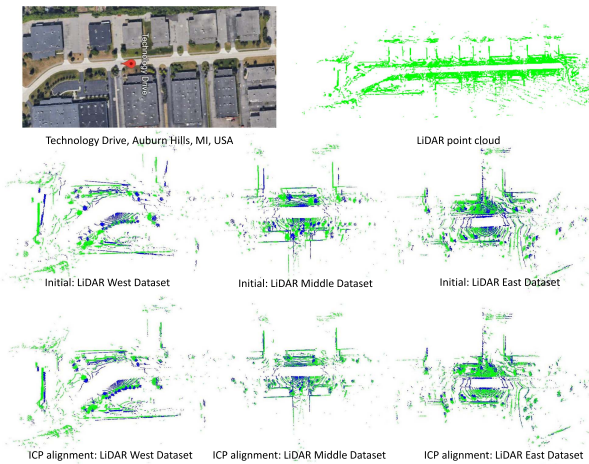 Technology Drive
Technology Drive, Auburn Hills, MI, USA
LiDAR point cloud
Initial: LiDAR West Dataset
Initial: LiDAR Middle Dataset
Initial: LiDAR East Dataset
ICP alignment: LiDAR West Dataset
ICP alignment: LiDAR Middle Dataset
ICP alignment: LiDAR East Dataset